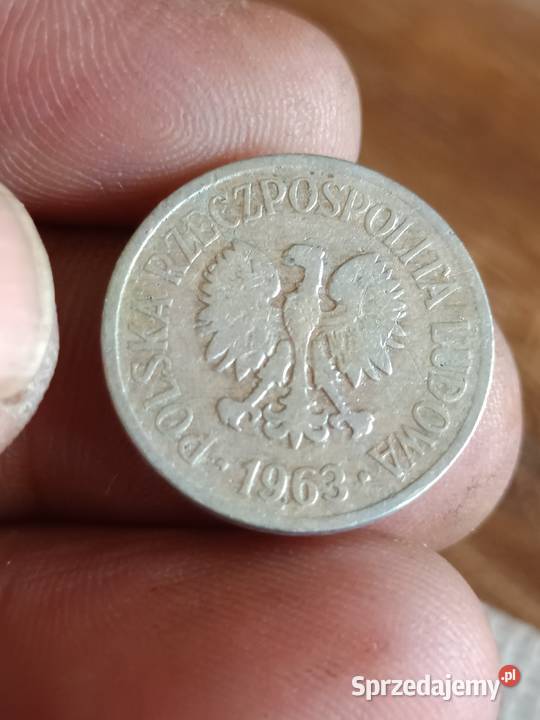 POLSKA RZECZPOSPOLITA LUDOWA
1963
Sprzedajemy.pl